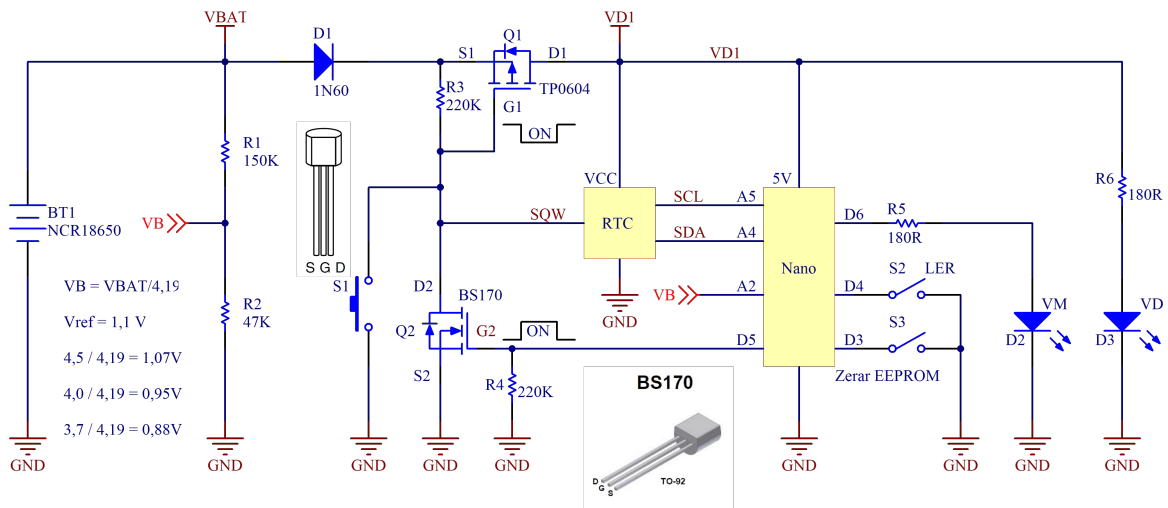 VBAT
D1
1N60
S1
Q1
D1
TP0604
G1
ON
R3
220K
VD1
VD1
R1
150K
BT1
NCR18650
VB
S G D
S1
SQW
VCC
RTC
SCL
SDA
GND
5V
A5
A4
Nano
A2
VB
D5
D6
D4
D3
R5
180R
S2
LER
S3
Zerar EEPROM
R6
180R
VM
D2
VD
D3
VB = VBAT/4,19
Vref = 1,1 V
4,5 / 4,19 = 1,07V
4,0 / 4,19 = 0,95V
3,7 / 4,19 = 0,88V
R2
47K
D2
BS170
Q2
G2
ON
S2
R4
220K
BS170
D
G
S
TO-92
GND
GND
GND
GND
GND
GND
GND
GND
GND